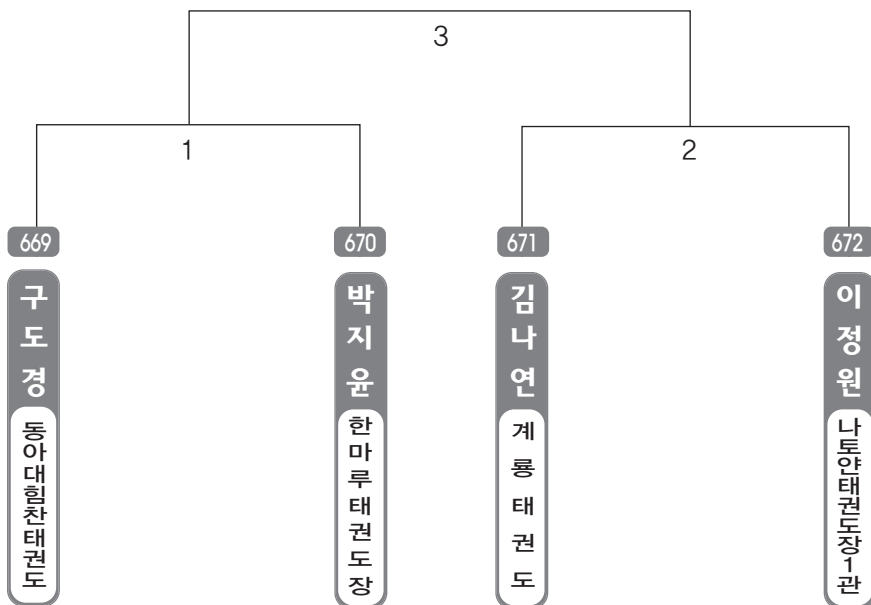 3
1
2
669
670
671
672
구도경
박지윤
김나연
이정원
동아대힘찬태권도
한마루태권도장
계룡태권도
나토얀태권도장1관